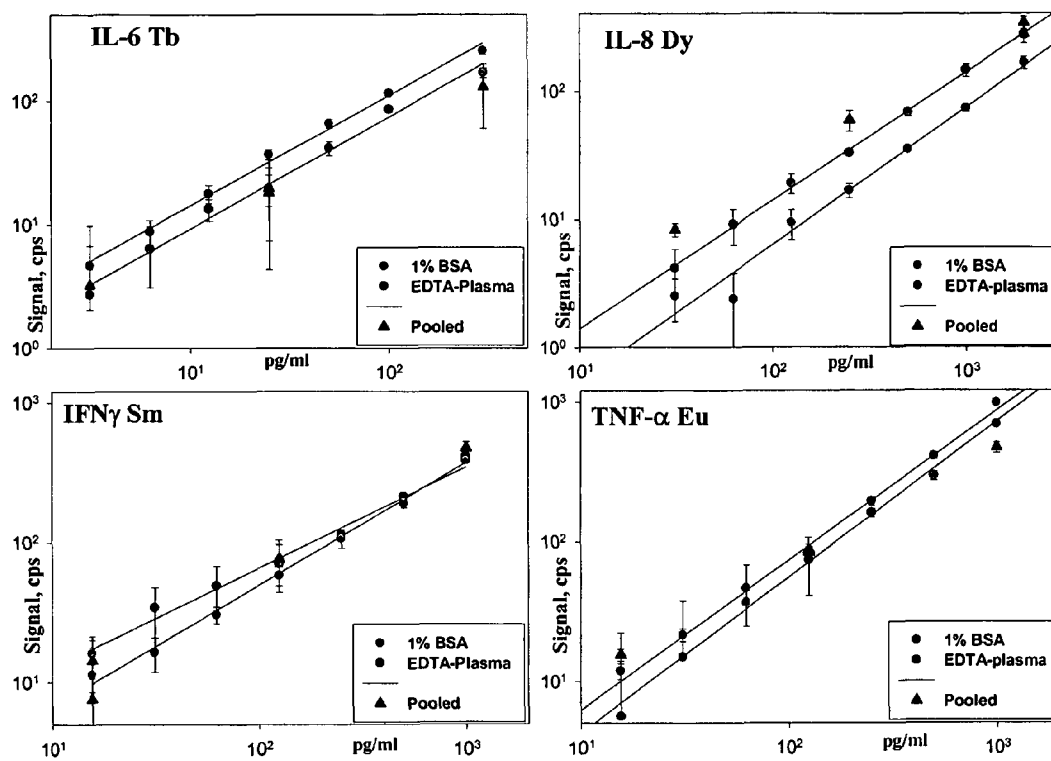 IL-6 Tb
10²
10¹
10⁰
Signal, cps
1% BSA
EDTA-Plasma
Pooled
10¹
pg/ml
10²
IL-8 Dy
10²
10¹
10⁰
Signal, cps
1% BSA
EDTA-plasma
Pooled
10¹
10²
pg/ml
10³
IFNγ Sm
10³
10²
10¹
Signal, cps
1% BSA
EDTA-Plasma
Pooled
10¹
10²
pg/ml
10³
TNF-α Eu
10³
10²
10¹
Signal, cps
1% BSA
EDTA-plasma
Pooled
10¹
10²
pg/ml
10³